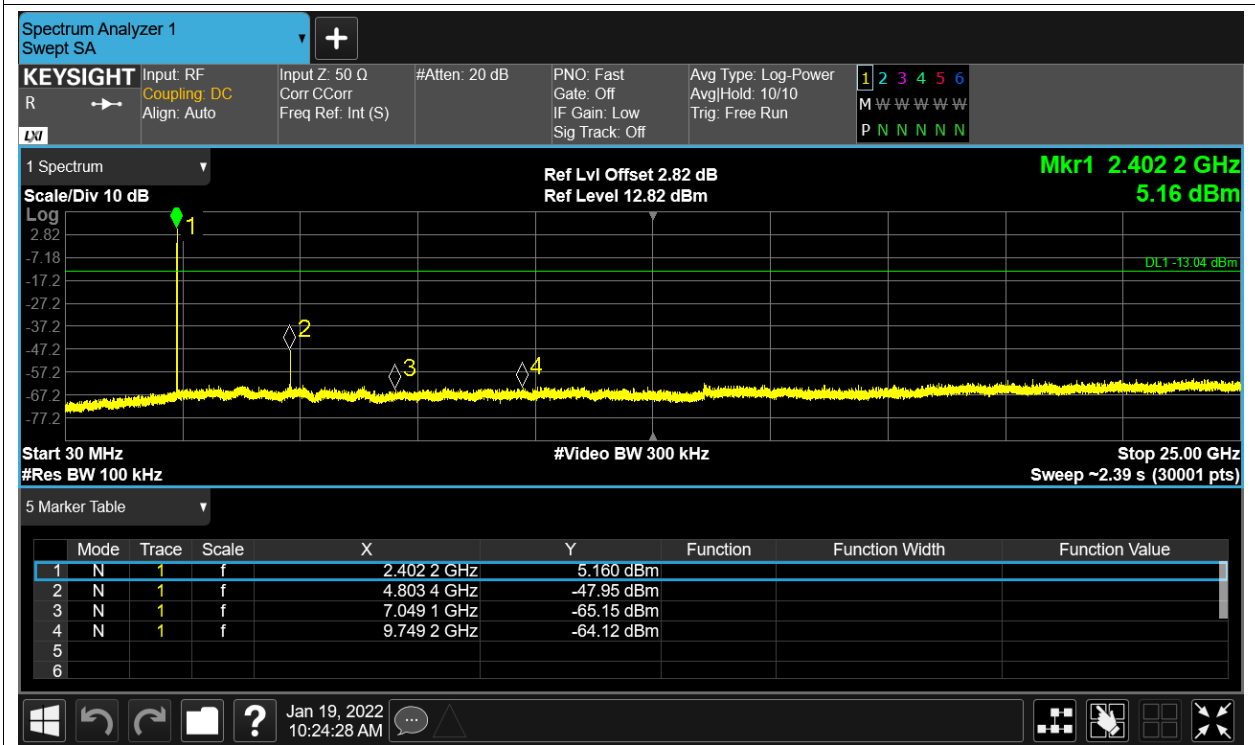 Spectrum Analyzer 1
Swept SA
KEYSIGHT Input: RF Input Z: 50 Ω #Atten: 20 dB PNO: Fast Avg Type: Log-Power 1 2 3 4 5 6
R Coupling: DC Corr CCorr Gate: Off Avg|Hold: 10/10 M W W W W W
Align: Auto Freq Ref: Int (S) IF Gain: Low Trig: Free Run
LXI Sig Track: Off P N N N N N
1 Spectrum Ref Lvl Offset 2.82 dB Mkr1 2.402 2 GHz
Scale/Div 10 dB Ref Level 12.82 dBm 5.16 dBm
Log
1
2.82
-7.18
DL1 -13.04 dBm
-17.2
-27.2
-37.2
2
-47.2
-57.2
3 4
-67.2
-77.2
Start 30 MHz #Video BW 300 kHz Stop 25.00 GHz
#Res BW 100 kHz Sweep ~2.39 s (30001 pts)
5 Marker Table
Mode Trace Scale X Y Function Function Width Function Value
1 N 1 f 2.402 2 GHz 5.160 dBm
2 N 1 f 4.803 4 GHz -47.95 dBm
3 N 1 f 7.049 1 GHz -65.15 dBm
4 N 1 f 9.749 2 GHz -64.12 dBm
5
6
? Jan 19, 2022
10:24:28 AM